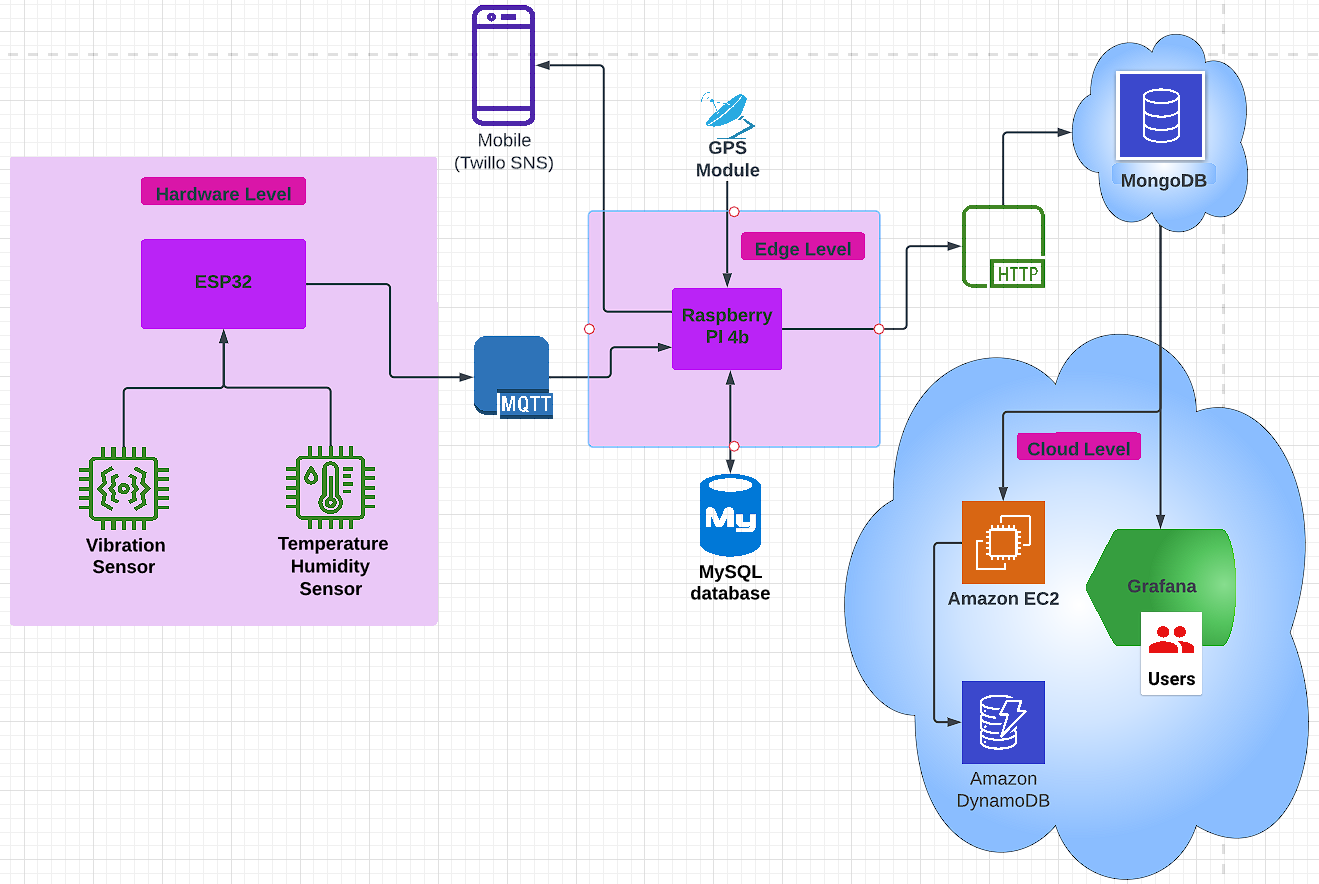 Mobile
(Twillo SNS)
GPS
Module
MongoDB
Hardware Level
Edge Level
HTTP
ESP32
Raspberry
PI 4b
MQTT
Cloud Level
My
Vibration
Sensor
Temperature
Humidity
Sensor
MySQL
database
Amazon EC2
Grafana
Users
Amazon
DynamoDB